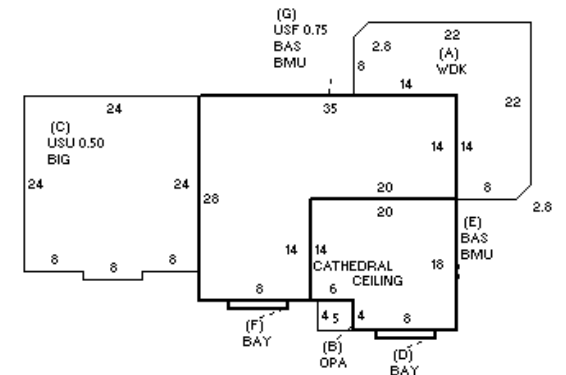 (G)
USF 0.75
BAS
BMU
22
2.8
(A)
WDK
8
14
22
24
35
(C)
USU 0.50
BIG
14
14
24
24
28
20
8
20
2.8
(E)
BAS
BMU
14
14
CATHEDRAL
CEILING
18
8
8
8
8
6
4
5
4
8
(F)
BAY
(B)
OPA
(D)
BAY